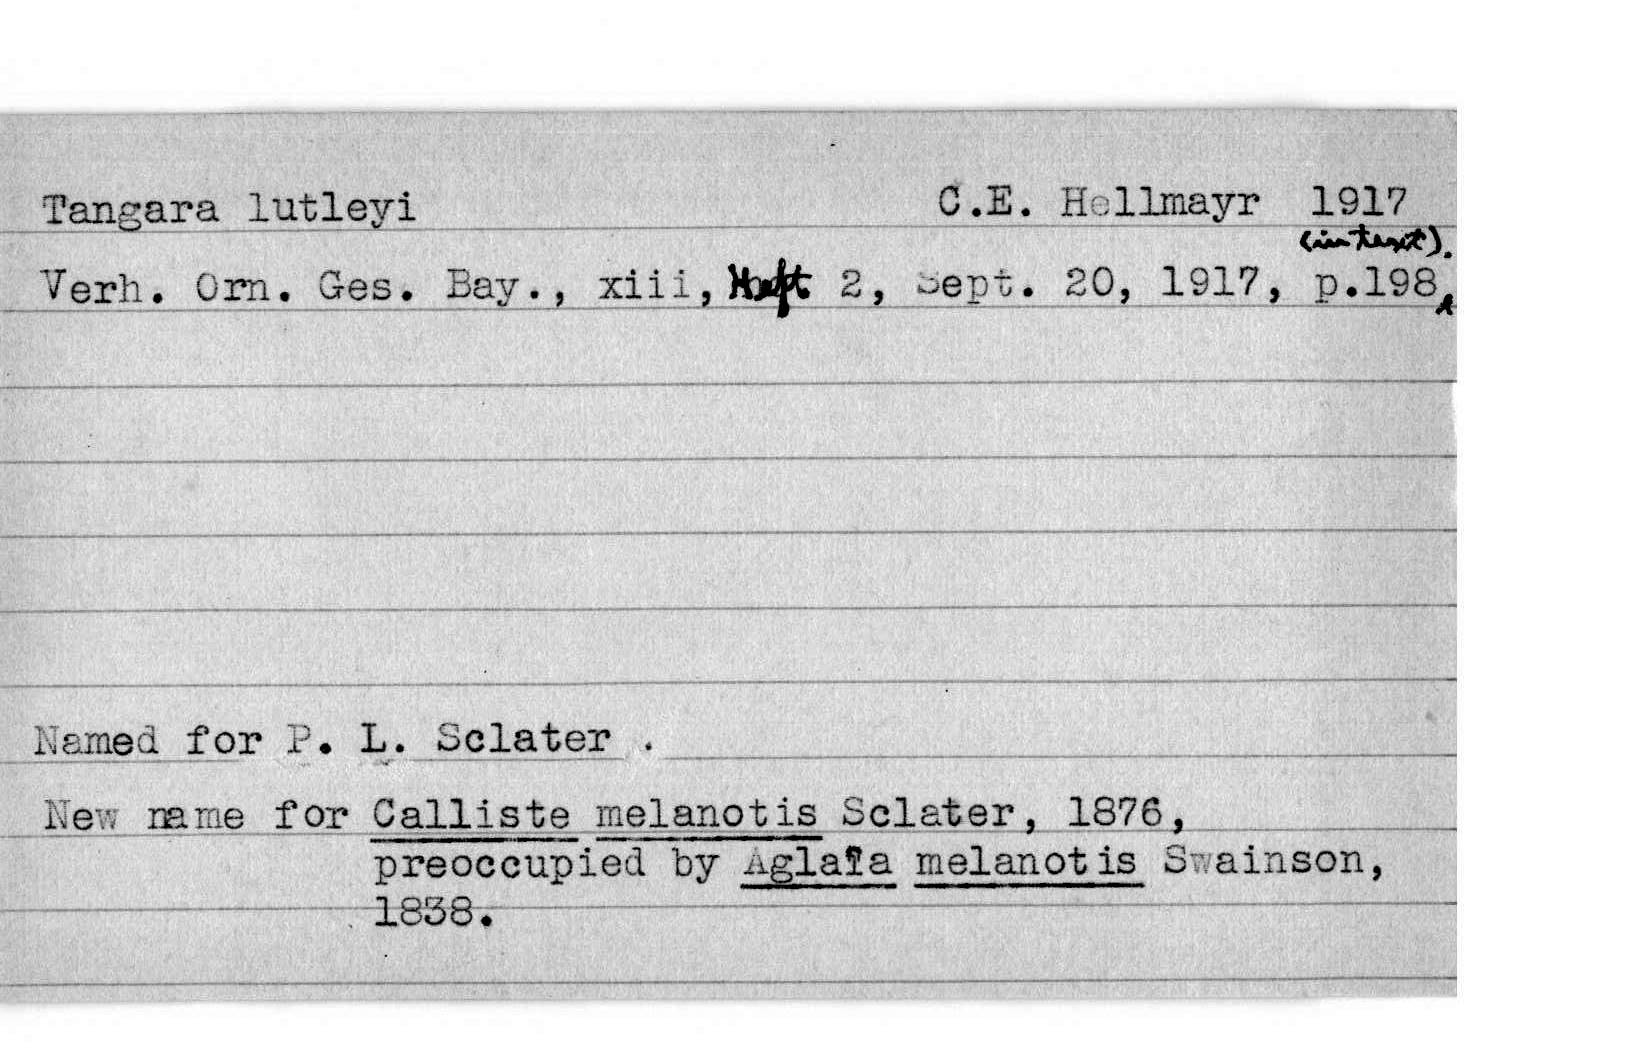 Tangara lutleyi C.E. Hellmayr 1917
(in text).
Verh. Orn. Ges. Bay., xiii, Heft 2, Sept. 20, 1917, p.198
Named for P. L. Sclater .
New name for Calliste melanotis Sclater, 1876,
preoccupied by Aglaïa melanotis Swainson,
1838.